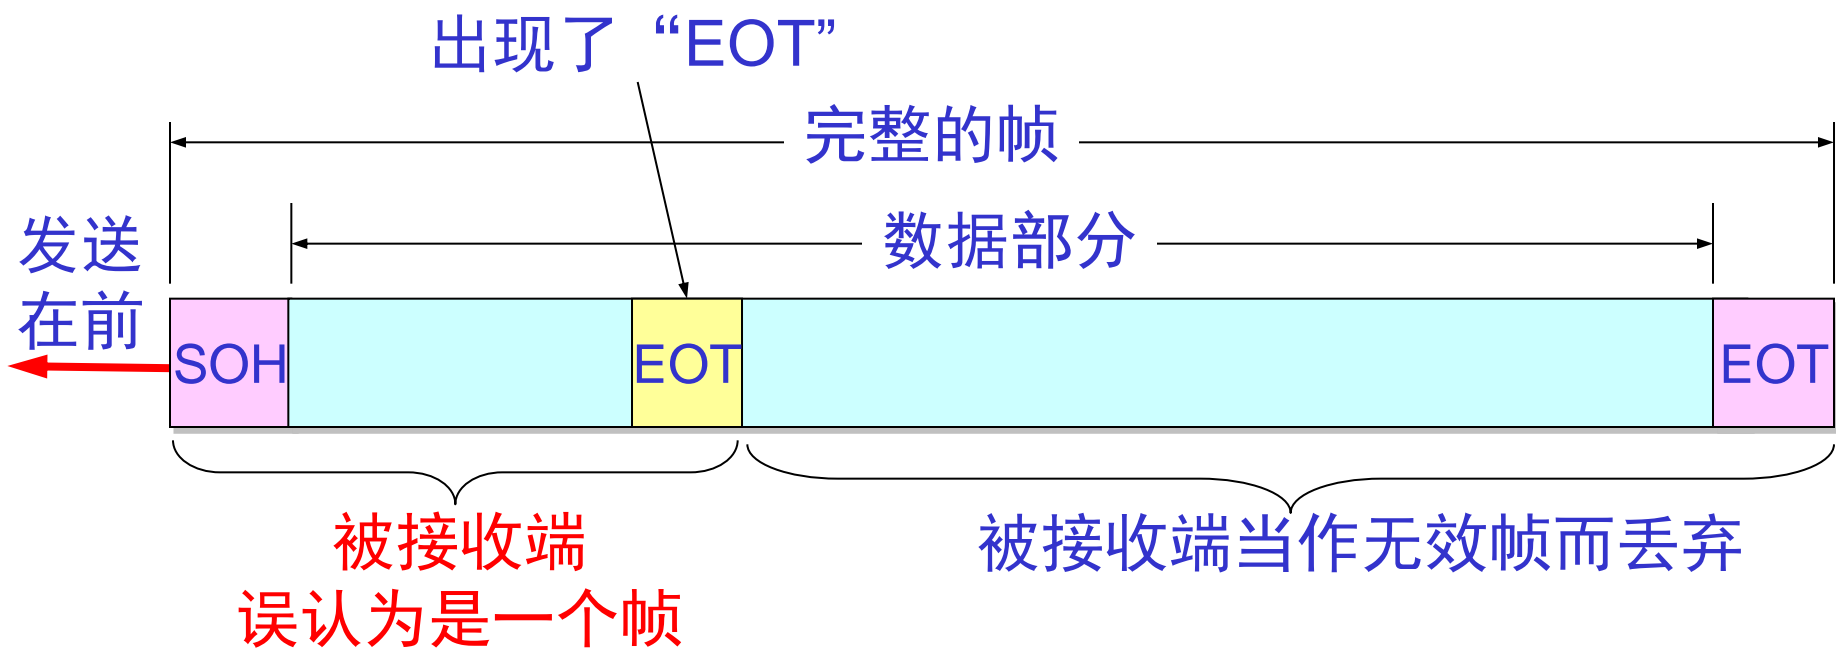 出现了“EOT”
完整的帧
数据部分
发送
在前
SOH
EOT
EOT
被接收端
误认为是一个帧
被接收端当作无效帧而丢弃